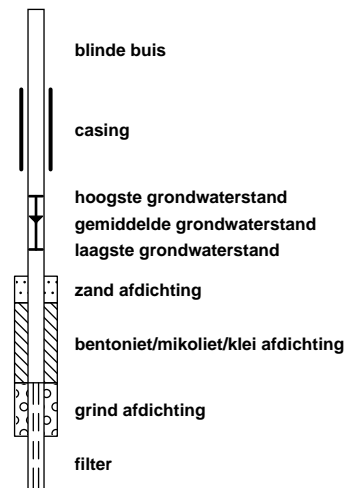 blinde buis
casing
hoogste grondwaterstand
gemiddelde grondwaterstand
laagste grondwaterstand
zand afdichting
bentoniet/mikoliet/klei afdichting
grind afdichting
filter